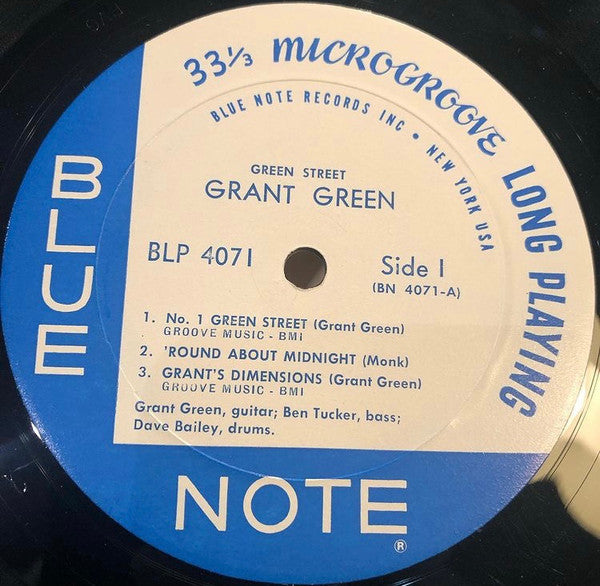 33⅓ MICROGROOVE LONG PLAYING
BLUE NOTE RECORDS INC • NEW YORK USA
GREEN STREET
GRANT GREEN
BLP 4071
Side 1
(BN 4071-A)
1. No. 1 GREEN STREET (Grant Green)
GROOVE MUSIC - BMI
2. 'ROUND ABOUT MIDNIGHT (Monk)
3. GRANT'S DIMENSIONS (Grant Green)
GROOVE MUSIC - BMI
Grant Green, guitar; Ben Tucker, bass;
Dave Bailey, drums.
BLUE
NOTE
®